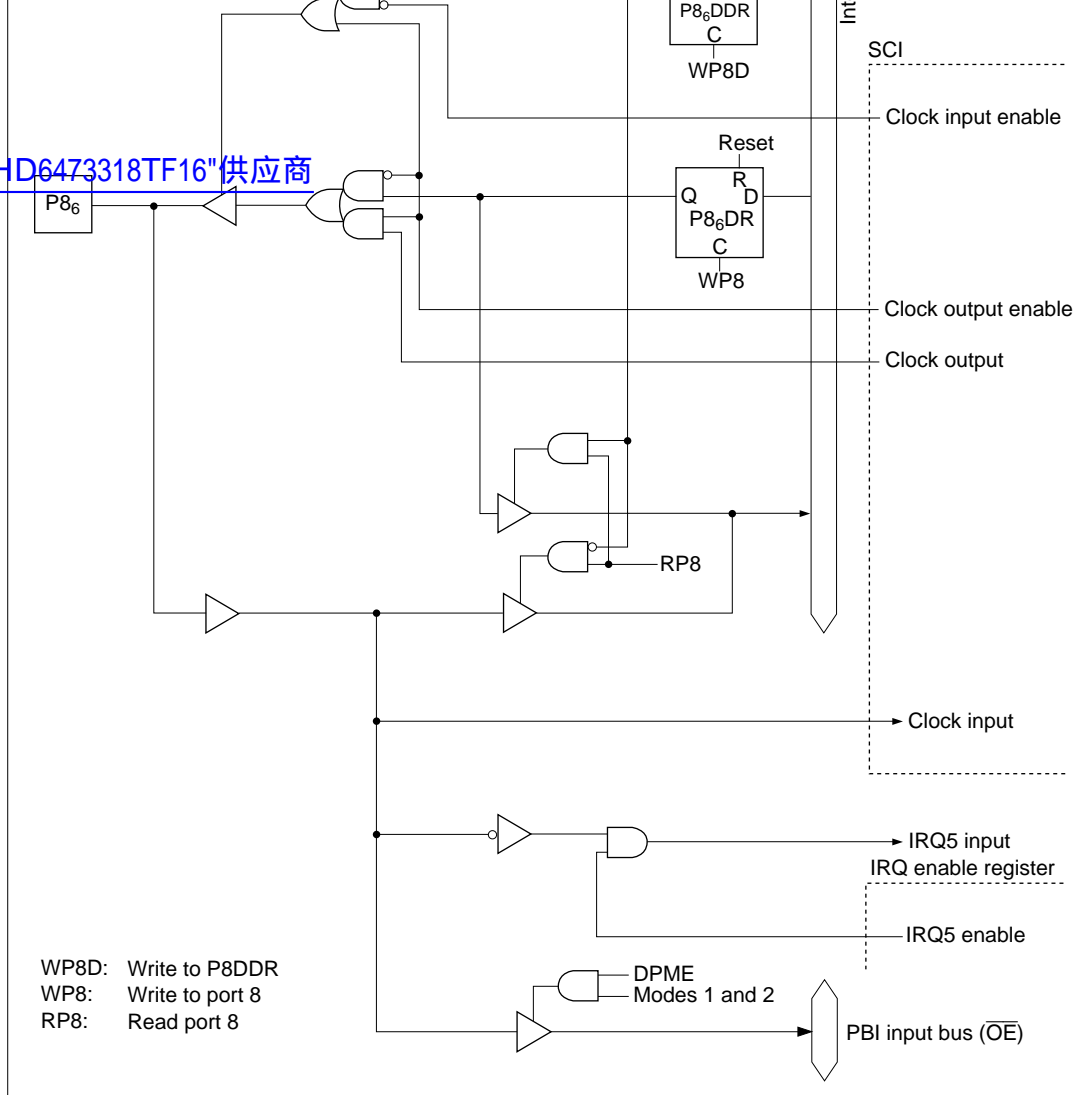 P8₆DDR
C
WP8D
Int
SCI
Clock input enable
HD6473318TF16"供应商
Reset
P8₆
R
Q
D
P8₆DR
C
WP8
Clock output enable
Clock output
RP8
Clock input
IRQ5 input
IRQ enable register
IRQ5 enable
WP8D: Write to P8DDR
WP8: Write to port 8
RP8: Read port 8
DPME
Modes 1 and 2
PBI input bus (O̅E̅)